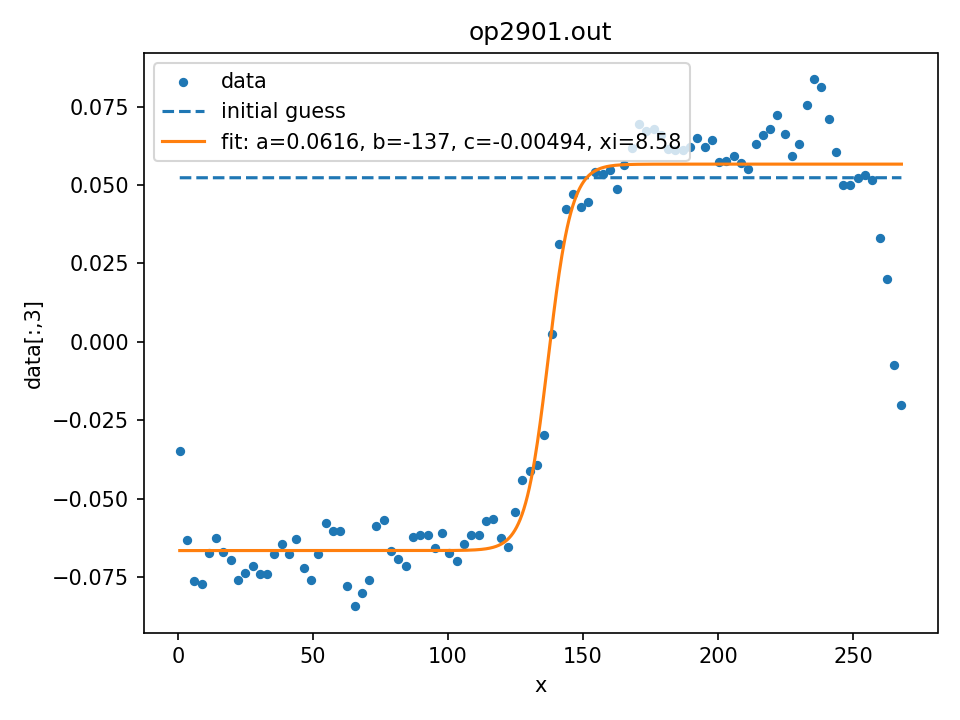 op2901.out
data
initial guess
fit: a=0.0616, b=-137, c=-0.00494, xi=8.58
0.075
0.050
0.025
0.000
−0.025
−0.050
−0.075
data[:,3]
0
50
100
150
200
250
x